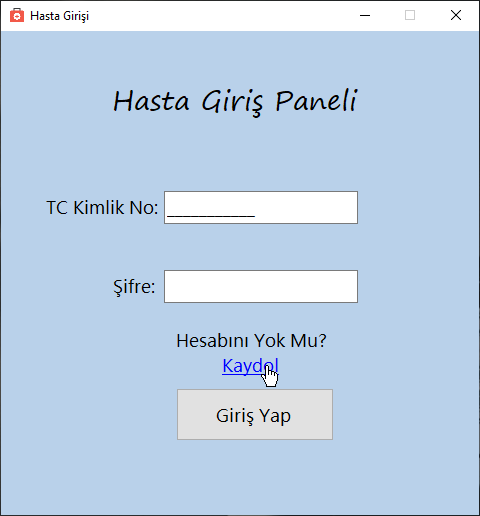 Hasta Girişi
Hasta Giriş Paneli
TC Kimlik No: ___________
Şifre:
Hesabını Yok Mu?
Kaydol
Giriş Yap